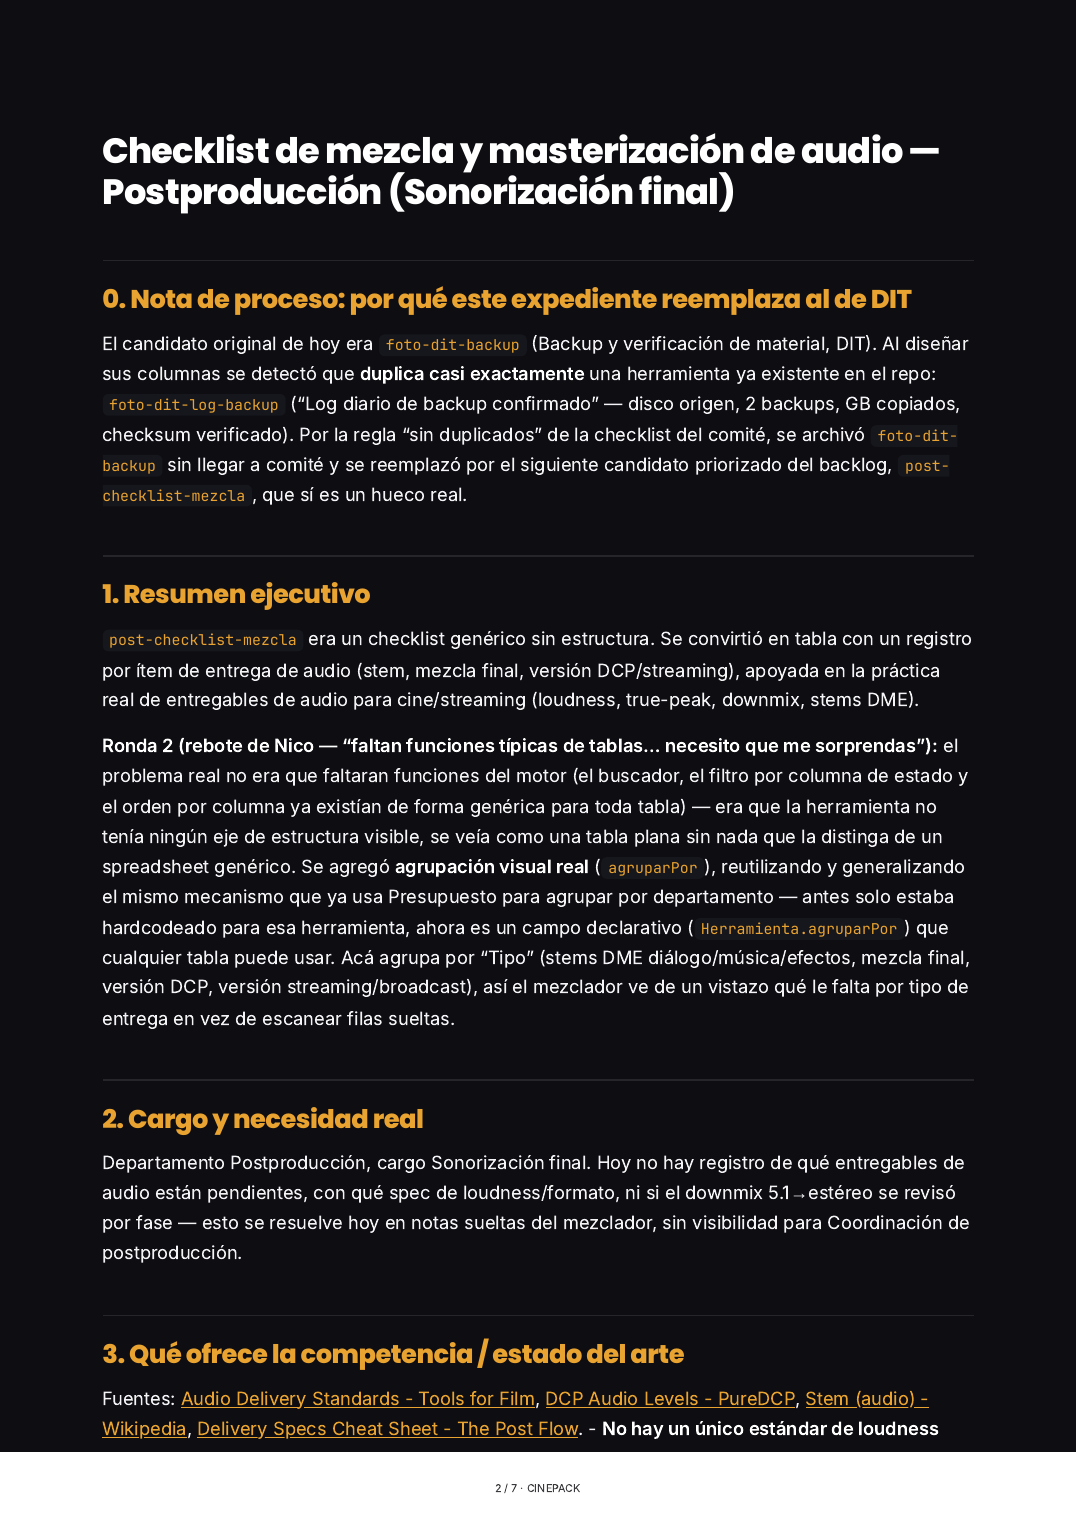 Checklist de mezcla y masterización de audio —
Postproducción (Sonorización final)
0. Nota de proceso: por qué este expediente reemplaza al de DIT
El candidato original de hoy era foto-dit-backup (Backup y verificación de material, DIT). Al diseñar
sus columnas se detectó que duplica casi exactamente una herramienta ya existente en el repo:
foto-dit-log-backup (“Log diario de backup confirmado” — disco origen, 2 backups, GB copiados,
checksum verificado). Por la regla “sin duplicados” de la checklist del comité, se archivó foto-dit-
backup sin llegar a comité y se reemplazó por el siguiente candidato priorizado del backlog, post-
checklist-mezcla, que sí es un hueco real.
1. Resumen ejecutivo
post-checklist-mezcla era un checklist genérico sin estructura. Se convirtió en tabla con un registro
por ítem de entrega de audio (stem, mezcla final, versión DCP/streaming), apoyada en la práctica
real de entregables de audio para cine/streaming (loudness, true-peak, downmix, stems DME).
Ronda 2 (rebote de Nico — “faltan funciones típicas de tablas… necesito que me sorprendas”): el
problema real no era que faltaran funciones del motor (el buscador, el filtro por columna de estado y
el orden por columna ya existían de forma genérica para toda tabla) — era que la herramienta no
tenía ningún eje de estructura visible, se veía como una tabla plana sin nada que la distinga de un
spreadsheet genérico. Se agregó agrupación visual real (agruparPor), reutilizando y generalizando
el mismo mecanismo que ya usa Presupuesto para agrupar por departamento — antes solo estaba
hardcodeado para esa herramienta, ahora es un campo declarativo (Herramienta.agruparPor) que
cualquier tabla puede usar. Acá agrupa por “Tipo” (stems DME diálogo/música/efectos, mezcla final,
versión DCP, versión streaming/broadcast), así el mezclador ve de un vistazo qué le falta por tipo de
entrega en vez de escanear filas sueltas.
2. Cargo y necesidad real
Departamento Postproducción, cargo Sonorización final. Hoy no hay registro de qué entregables de
audio están pendientes, con qué spec de loudness/formato, ni si el downmix 5.1→estéreo se revisó
por fase — esto se resuelve hoy en notas sueltas del mezclador, sin visibilidad para Coordinación de
postproducción.
3. Qué ofrece la competencia / estado del arte
Fuentes: Audio Delivery Standards - Tools for Film, DCP Audio Levels - PureDCP, Stem (audio) -
Wikipedia, Delivery Specs Cheat Sheet - The Post Flow. - No hay un único estándar de loudness
2 / 7 · CINEPACK